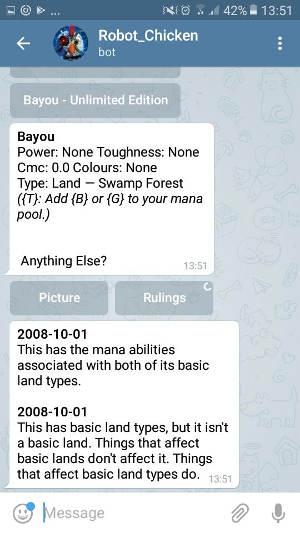 42% 13:51
Robot_Chicken
bot
Bayou - Unlimited Edition
Bayou
Power: None Toughness: None
Cmc: 0.0 Colours: None
Type: Land — Swamp Forest
({T}: Add {B} or {G} to your mana
pool.)
Anything Else?
13:51
Picture
Rulings
2008-10-01
This has the mana abilities
associated with both of its basic
land types.
2008-10-01
This has basic land types, but it isn't
a basic land. Things that affect
basic lands don't affect it. Things
that affect basic land types do.
13:51
Message